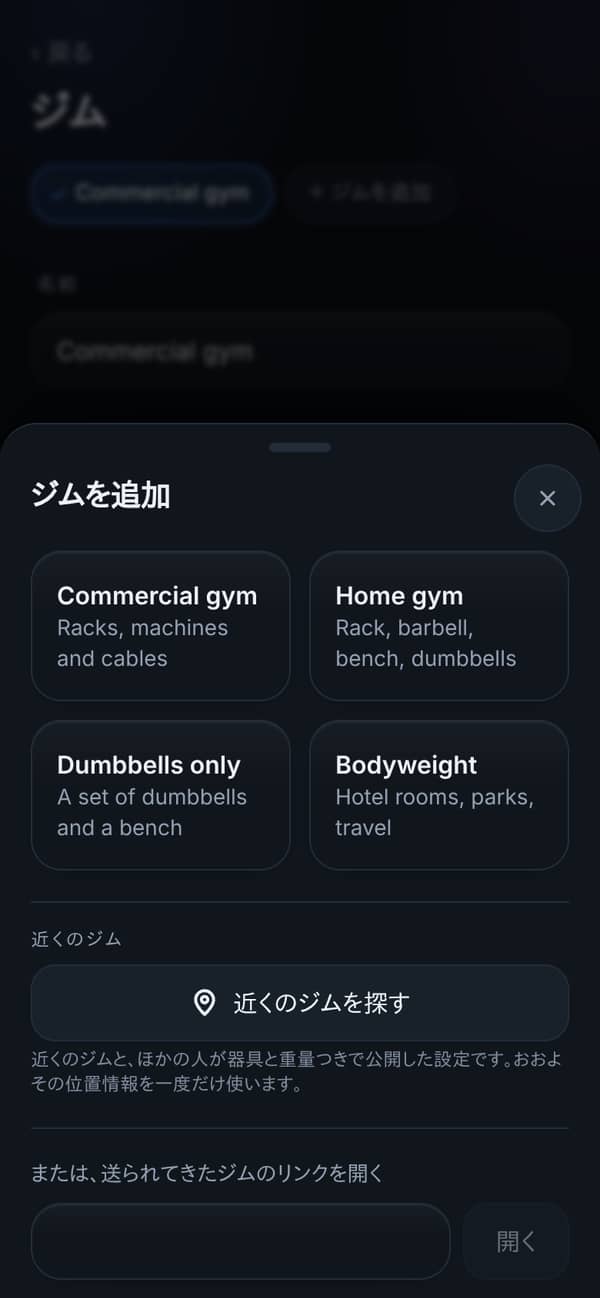 ‹ 戻る
ジム
✓ Commercial gym
+ ジムを追加
名前
Commercial gym
ジムを追加
Commercial gym
Racks, machines
and cables
Home gym
Rack, barbell,
bench, dumbbells
Dumbbells only
A set of dumbbells
and a bench
Bodyweight
Hotel rooms, parks,
travel
近くのジム
近くのジムを探す
近くのジムと、ほかの人が器具と重量つきで公開した設定です。おおよ
その位置情報を一度だけ使います。
または、送られてきたジムのリンクを開く
開く